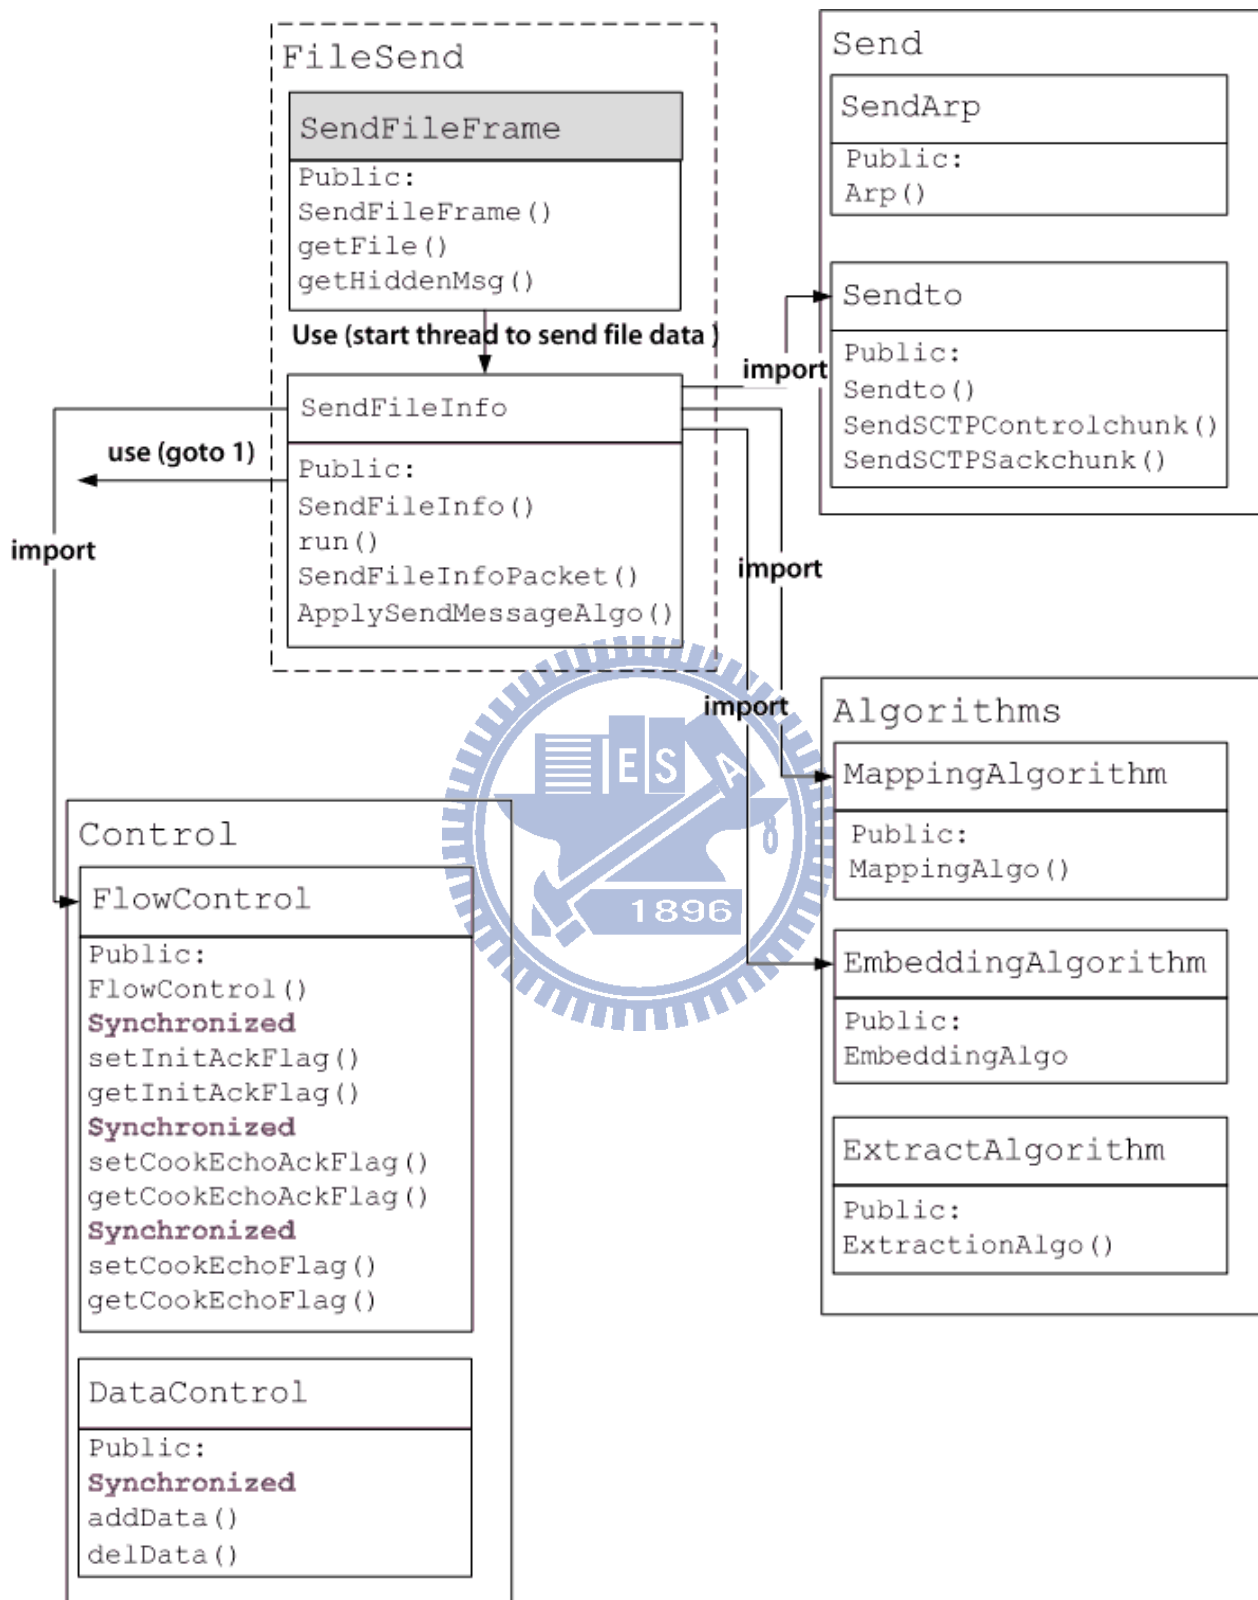 FileSend
SendFileFrame
Public:
SendFileFrame()
getFile()
getHiddenMsg()
Use (start thread to send file data )
SendFileInfo
Public:
SendFileInfo()
run()
SendFileInfoPacket()
ApplySendMessageAlgo()
use (goto 1)
import
import
import
import
Send
SendArp
Public:
Arp()
Sendto
Public:
Sendto()
SendSCTPControlchunk()
SendSCTPSackchunk()
Algorithms
MappingAlgorithm
Public:
MappingAlgo()
EmbeddingAlgorithm
Public:
EmbeddingAlgo
ExtractAlgorithm
Public:
ExtractionAlgo()
Control
FlowControl
Public:
FlowControl()
Synchronized
setInitAckFlag()
getInitAckFlag()
Synchronized
setCookEchoAckFlag()
getCookEchoAckFlag()
Synchronized
setCookEchoFlag()
getCookEchoFlag()
DataControl
Public:
Synchronized
addData()
delData()
E S A
1896